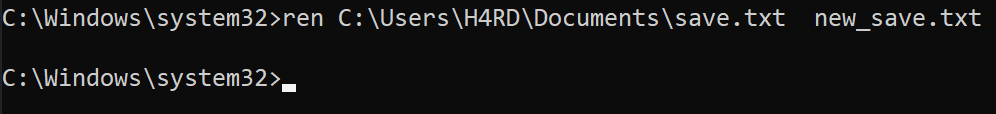 C:\Windows\system32>ren C:\Users\H4RD\Documents\save.txt  new_save.txt
C:\Windows\system32>